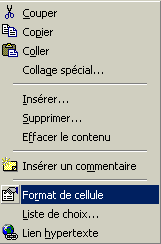 Couper
Copier
Coller
Collage spécial...
Insérer...
Supprimer...
Effacer le contenu
Insérer un commentaire
Format de cellule
Liste de choix...
Lien hypertexte